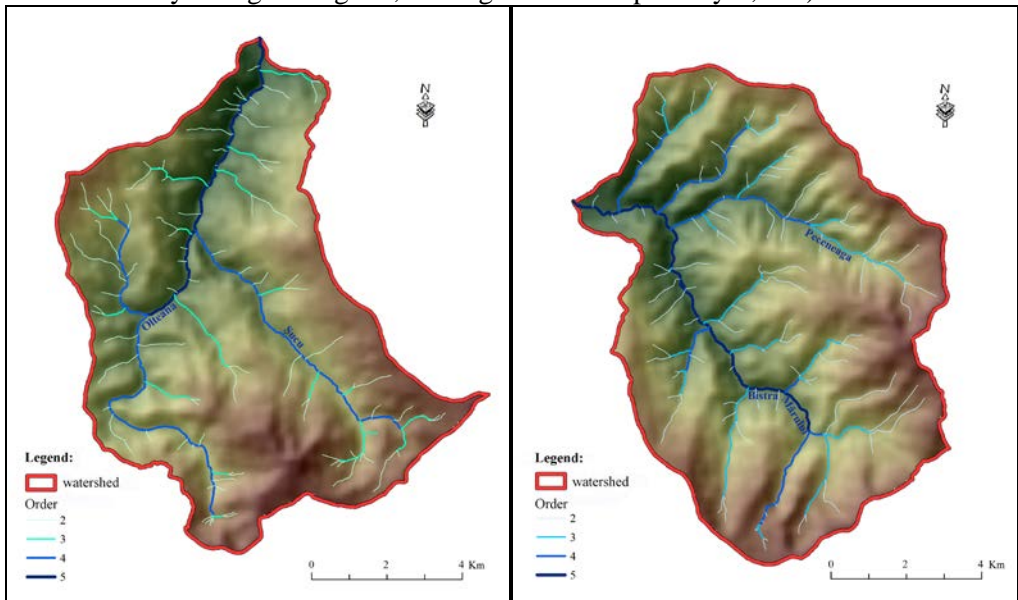 N
Olteana
Şucu
Legend:
watershed
Order
2
3
4
5
0 2 4 Km
N
Peceneaga
Bistra
Mărului
Legend:
watershed
Order
2
3
4
5
0 2 4 Km